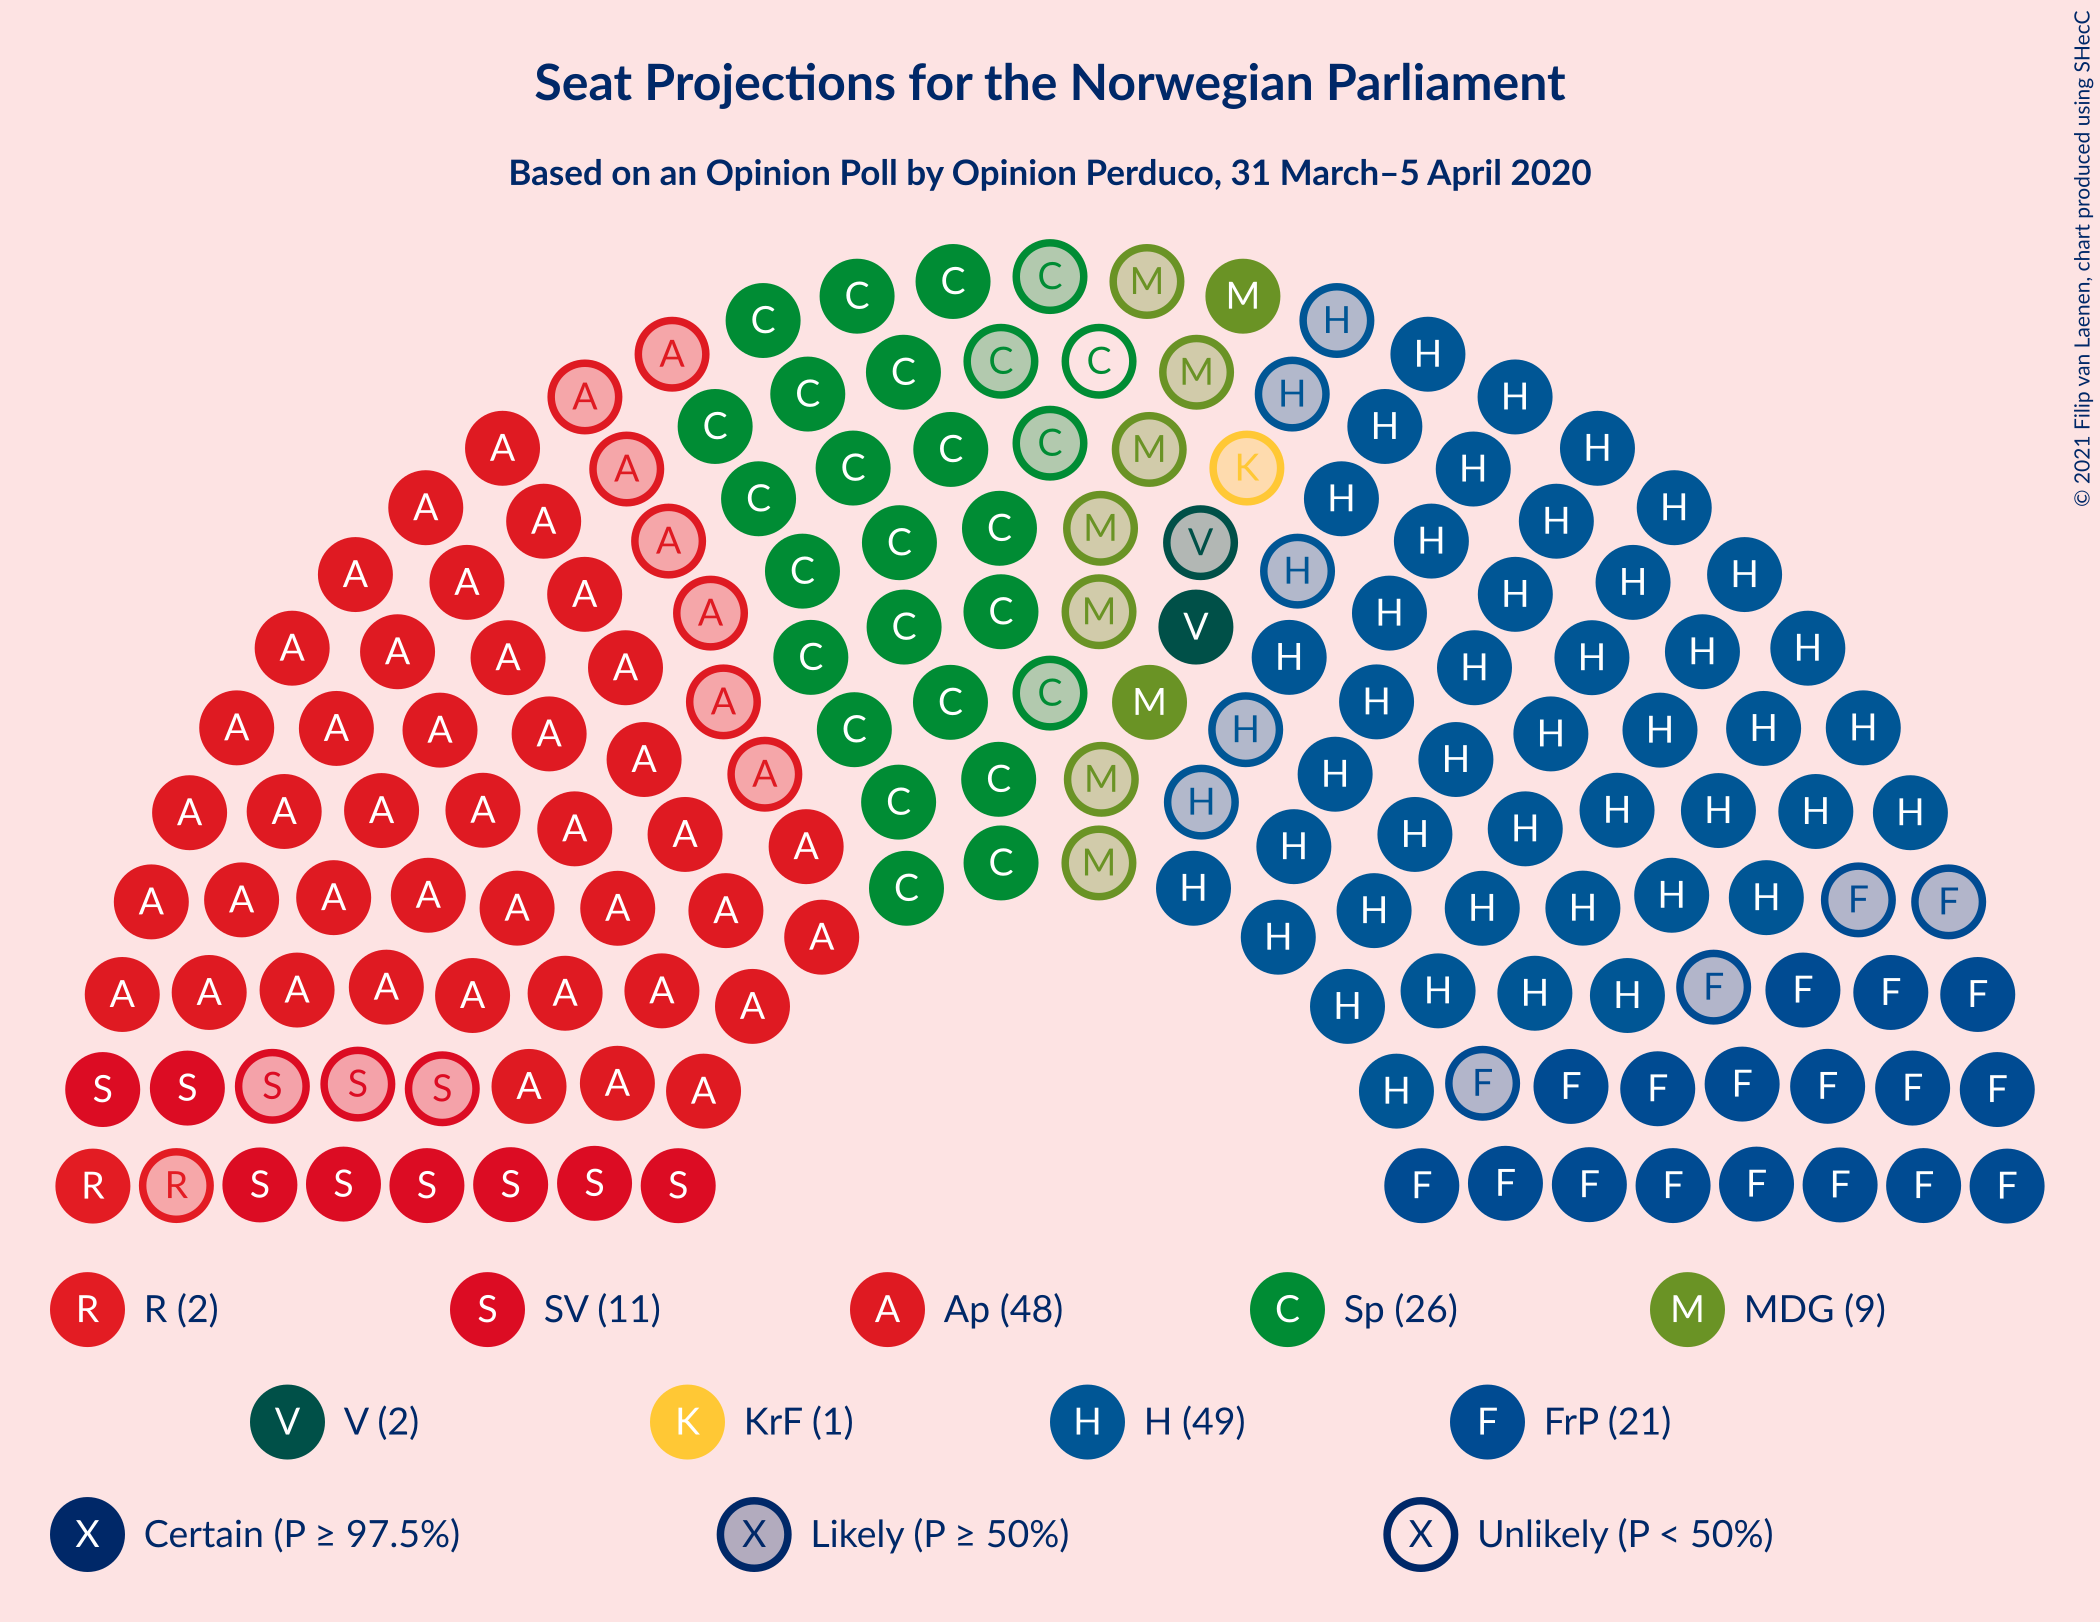 Seat Projections for the Norwegian Parliament
Based on an Opinion Poll by Opinion Perduco, 31 March–5 April 2020
© 2021 Filip van Laenen, chart produced using SHecC
C C C C M M H
A C C C C C M H H
A A C C C M K H H H
A A C C C M V H H H H
A A A C C C M V H H H H H
A A A A C C C M H H H H H H
A A A A A C C M H H H H H H
A A A A A A C C M H H H H H H H
A A A A A A A A H H H H H H F F
A A A A A A A A H H H H F F F F
S S S S S A A A H F F F F F F F
R R S S S S S S F F F F F F F F
R R (2) S SV (11) A Ap (48) C Sp (26) M MDG (9)
V V (2) K KrF (1) H H (49) F FrP (21)
X Certain (P ≥ 97.5%) X Likely (P ≥ 50%) X Unlikely (P < 50%)